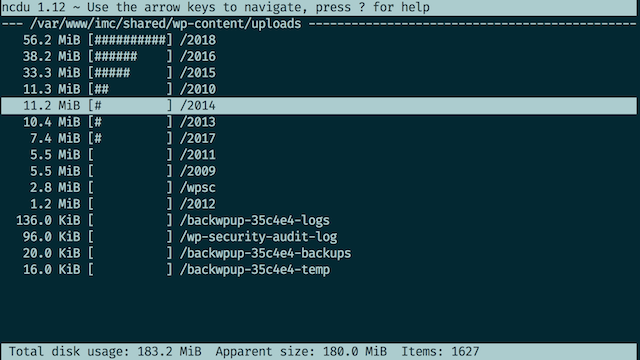 ncdu 1.12 ~ Use the arrow keys to navigate, press ? for help
--- /var/www/imc/shared/wp-content/uploads ----------------------------------------
56.2 MiB [##########] /2018
38.2 MiB [###### ] /2016
33.3 MiB [##### ] /2015
11.3 MiB [## ] /2010
11.2 MiB [# ] /2014
10.4 MiB [# ] /2013
7.4 MiB [# ] /2017
5.5 MiB [ ] /2011
5.5 MiB [ ] /2009
2.8 MiB [ ] /wpsc
1.2 MiB [ ] /2012
136.0 KiB [ ] /backwpup-35c4e4-logs
96.0 KiB [ ] /wp-security-audit-log
20.0 KiB [ ] /backwpup-35c4e4-backups
16.0 KiB [ ] /backwpup-35c4e4-temp
Total disk usage: 183.2 MiB Apparent size: 180.0 MiB Items: 1627